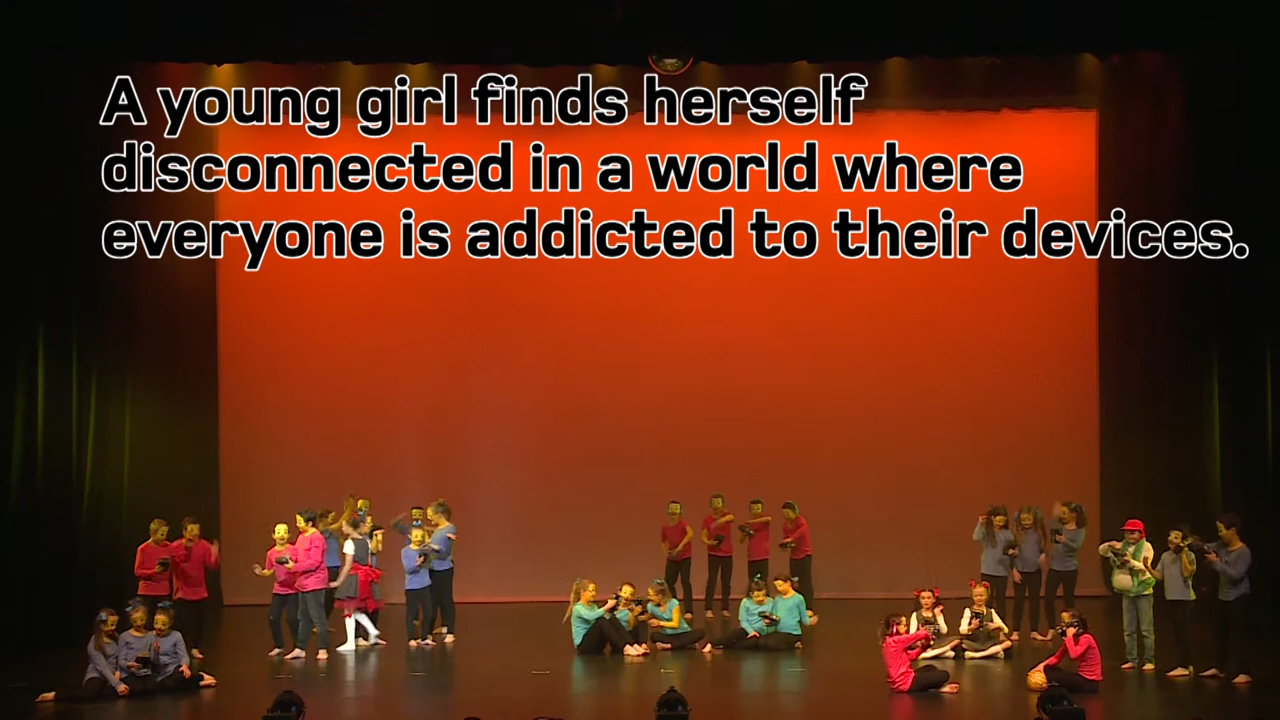 A young girl finds herself
disconnected in a world where
everyone is addicted to their devices.